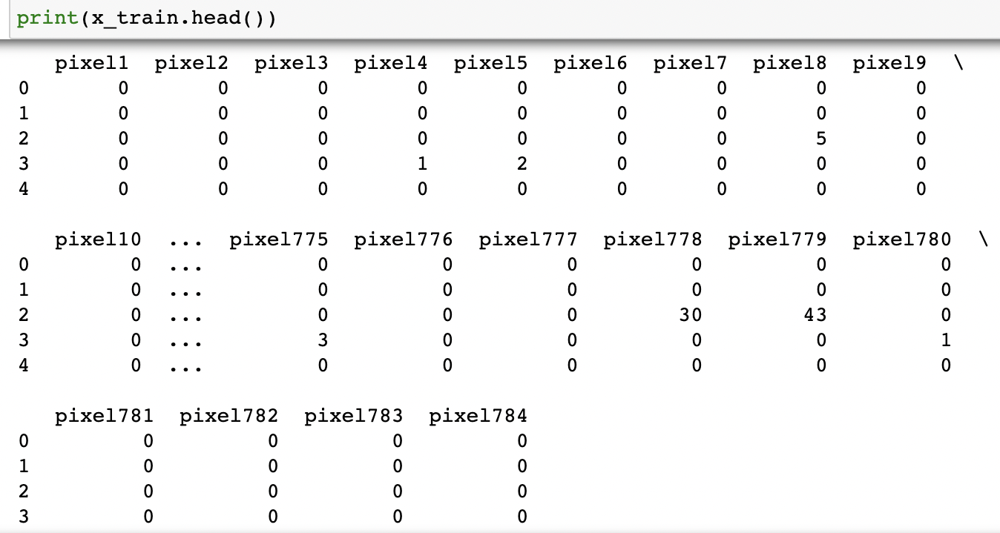 print(x_train.head())
   pixel1  pixel2  pixel3  pixel4  pixel5  pixel6  pixel7  pixel8  pixel9  \
0       0       0       0       0       0       0       0       0       0
1       0       0       0       0       0       0       0       0       0
2       0       0       0       0       0       0       0       5       0
3       0       0       0       1       2       0       0       0       0
4       0       0       0       0       0       0       0       0       0
   pixel10  ...  pixel775  pixel776  pixel777  pixel778  pixel779  pixel780  \
0        0  ...         0         0         0         0         0         0
1        0  ...         0         0         0         0         0         0
2        0  ...         0         0         0        30        43         0
3        0  ...         3         0         0         0         0         1
4        0  ...         0         0         0         0         0         0
   pixel781  pixel782  pixel783  pixel784
0         0         0         0         0
1         0         0         0         0
2         0         0         0         0
3         0         0         0         0